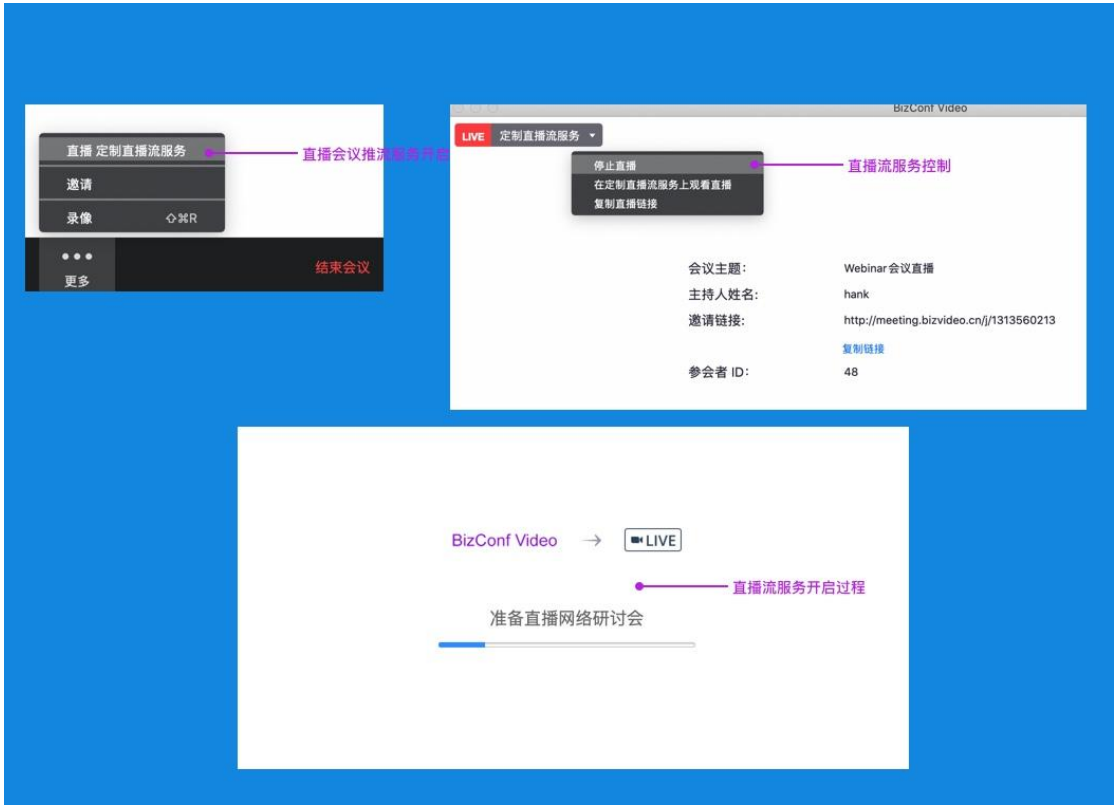 直播 定制直播流服务
直播会议推流服务开启
邀请
录像 ⇧⌘R
更多
结束会议
BizConf Video
LIVE 定制直播流服务
停止直播
直播流服务控制
在定制直播流服务上观看直播
复制直播链接
会议主题: Webinar会议直播
主持人姓名: hank
邀请链接: http://meeting.bizvideo.cn/j/1313560213
复制链接
参会者 ID: 48
BizConf Video → LIVE
直播流服务开启过程
准备直播网络研讨会